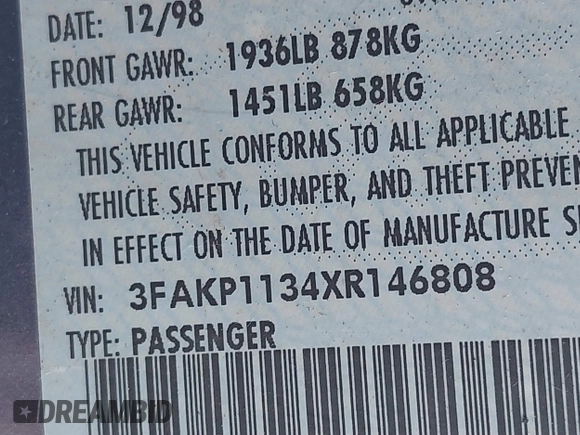 DATE: 12/98
FRONT GAWR: 1936LB 878KG
REAR GAWR: 1451LB 658KG
THIS VEHICLE CONFORMS TO ALL APPLICABLE
VEHICLE SAFETY, BUMPER, AND THEFT PREVEN
IN EFFECT ON THE DATE OF MANUFACTURE S
VIN: 3FAKP1134XR146808
TYPE: PASSENGER
DREAMBID